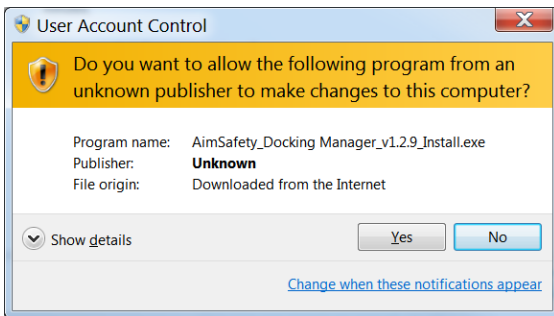 User Account Control
Do you want to allow the following program from an
unknown publisher to make changes to this computer?
Program name: AimSafety_Docking Manager_v1.2.9_Install.exe
Publisher: Unknown
File origin: Downloaded from the Internet
Show details
Yes
No
Change when these notifications appear